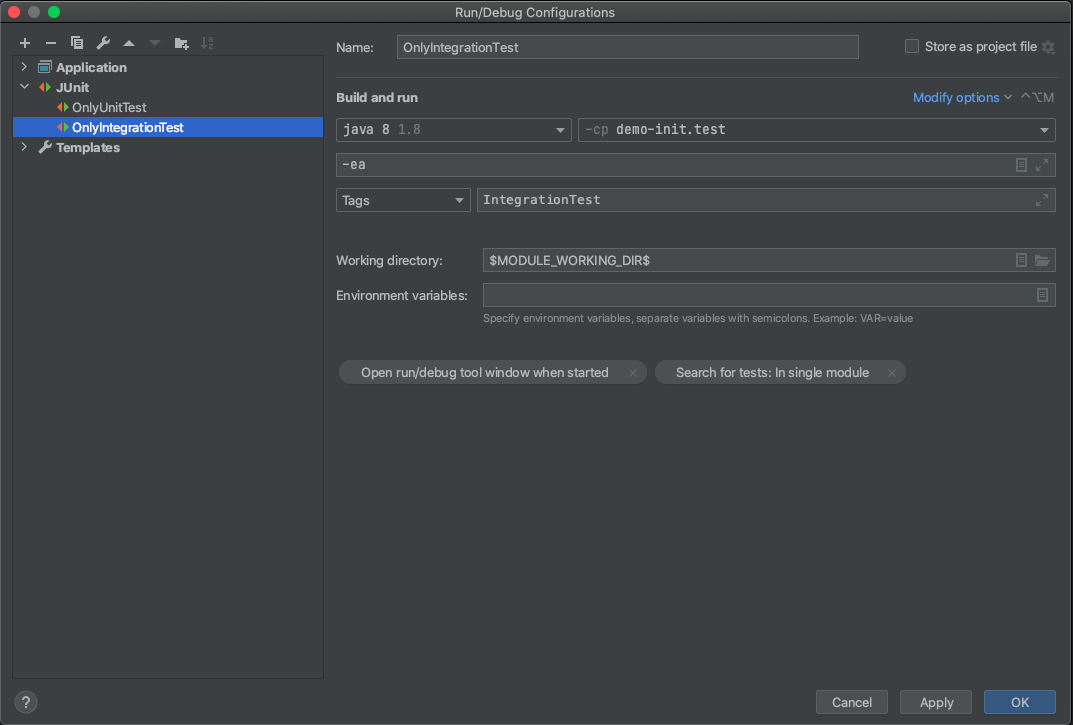 Run/Debug Configurations
Application
JUnit
OnlyUnitTest
OnlyIntegrationTest
Templates
Name: OnlyIntegrationTest Store as project file
Build and run Modify options ⌃⌥M
java 8 1.8 -cp demo-init.test
-ea
Tags IntegrationTest
Working directory: $MODULE_WORKING_DIR$
Environment variables:
Specify environment variables, separate variables with semicolons. Example: VAR=value
Open run/debug tool window when started × Search for tests: In single module ×
? Cancel Apply OK